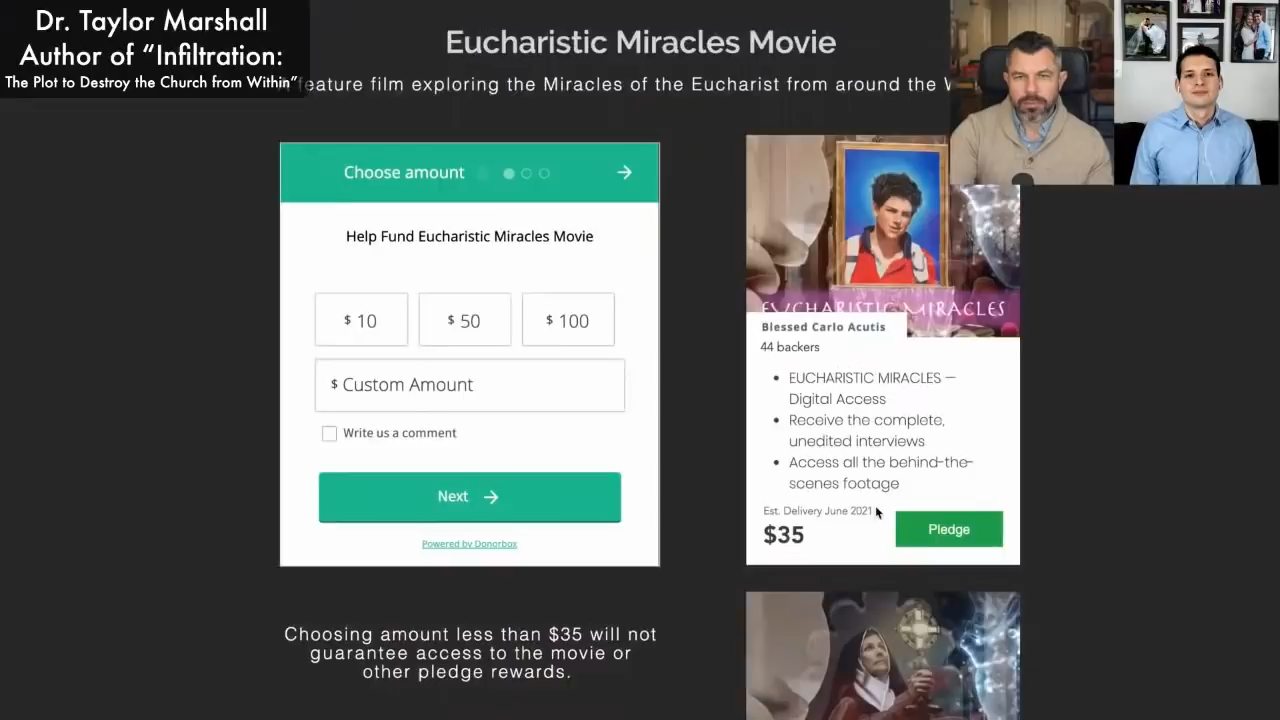 Dr. Taylor Marshall
Author of “Infiltration:
The Plot to Destroy the Church from Within”
Eucharistic Miracles Movie
feature film exploring the Miracles of the Eucharist from around the
Choose amount
Help Fund Eucharistic Miracles Movie
$ 10
$ 50
$ 100
$ Custom Amount
Write us a comment
Next
Powered by Donorbox
Choosing amount less than $35 will not
guarantee access to the movie or
other pledge rewards.
EUCHARISTIC MIRACLES
Blessed Carlo Acutis
44 backers
• EUCHARISTIC MIRACLES –
Digital Access
• Receive the complete,
unedited interviews
• Access all the behind-the-
scenes footage
Est. Delivery June 2021
$35
Pledge